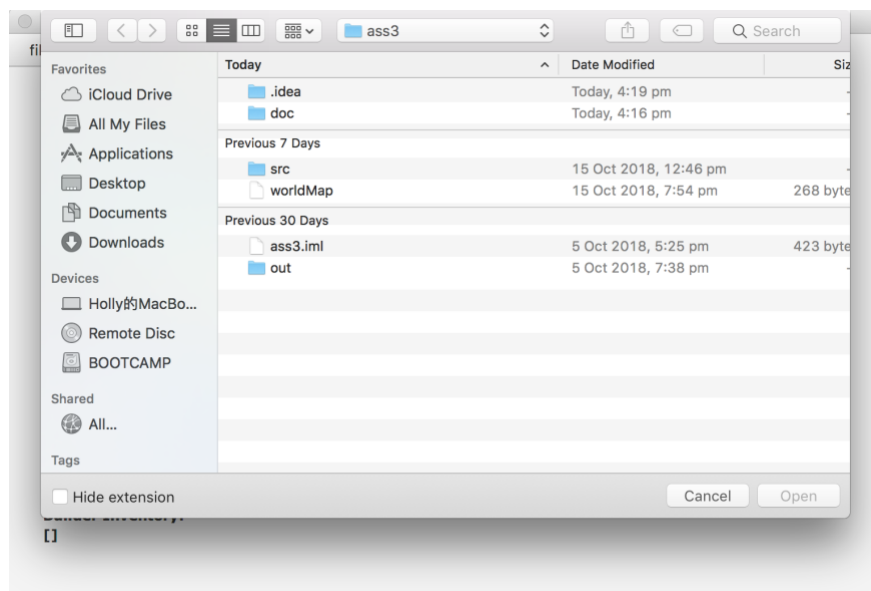 ass3
Search
fil
Favorites
Today Date Modified Siz
iCloud Drive
.idea Today, 4:19 pm -
All My Files
doc Today, 4:16 pm -
Applications
Previous 7 Days
Desktop
src 15 Oct 2018, 12:46 pm -
worldMap 15 Oct 2018, 7:54 pm 268 byte
Documents
Previous 30 Days
Downloads
ass3.iml 5 Oct 2018, 5:25 pm 423 byte
out 5 Oct 2018, 7:38 pm -
Devices
Holly的MacBo...
Remote Disc
BOOTCAMP
Shared
All...
Tags
Hide extension Cancel Open
Builder Inventory:
[]